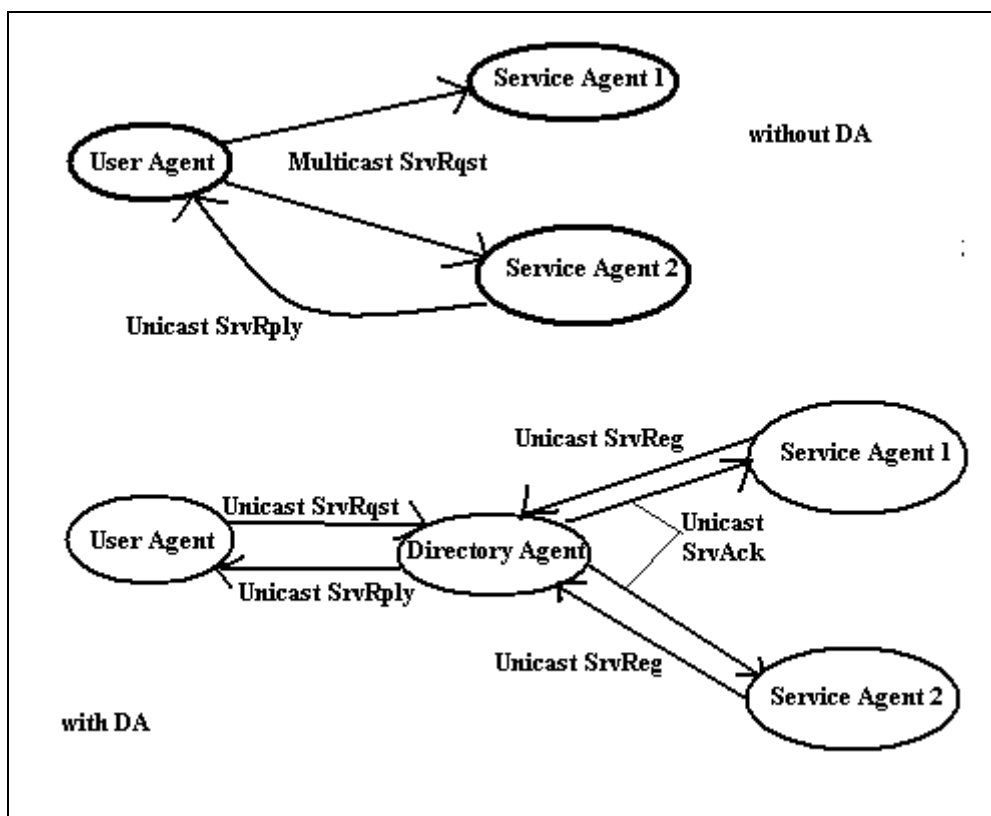 Service Agent 1
without DA
User Agent
Multicast SrvRqst
Service Agent 2
:
Unicast SrvRply
Unicast SrvReg
Service Agent 1
Unicast SrvRqst
Unicast
SrvAck
User Agent
Directory Agent
Unicast SrvRply
Unicast SrvReg
Service Agent 2
with DA